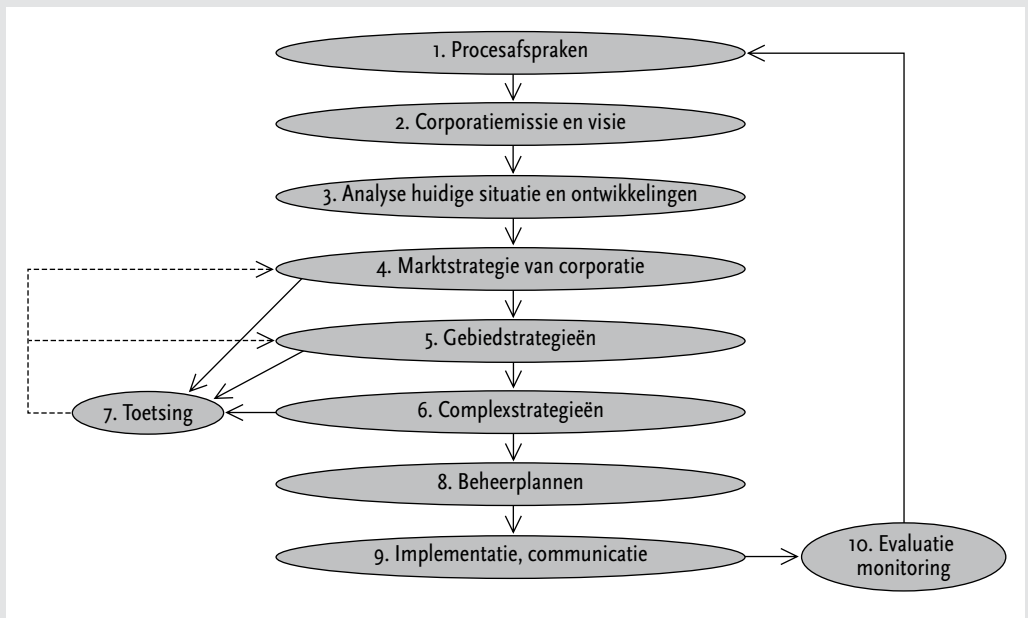 1. Procesafspraken
2. Corporatiemissie en visie
3. Analyse huidige situatie en ontwikkelingen
4. Marktstrategie van corporatie
5. Gebiedstrategieën
6. Complexstrategieën
7. Toetsing
8. Beheerplannen
9. Implementatie, communicatie
10. Evaluatie
monitoring